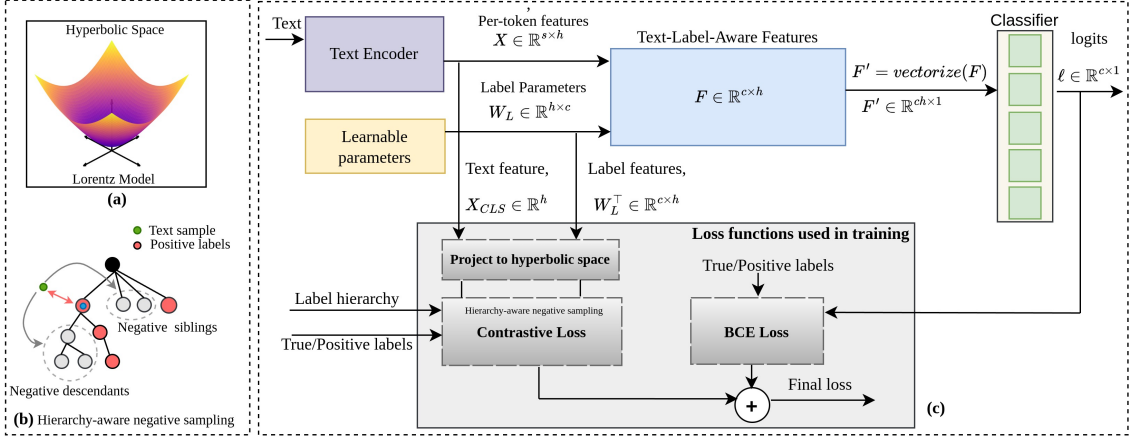 Hyperbolic Space
Lorentz Model
(a)
Text sample
Positive labels
Negative siblings
Negative descendants
(b) Hierarchy-aware negative sampling
,
Text
Text Encoder
Learnable
parameters
Per-token features
X ∈ ℝ^{s×h}
Label Parameters
W_L ∈ ℝ^{h×c}
Text-Label-Aware Features
F ∈ ℝ^{c×h}
F′ = vectorize(F)
F′ ∈ ℝ^{ch×1}
Classifier
logits
ℓ ∈ ℝ^{c×1}
Text feature,
X_{CLS} ∈ ℝ^h
Label features,
W_L^⊤ ∈ ℝ^{c×h}
Loss functions used in training
Project to hyperbolic space
Label hierarchy
True/Positive labels
Hierarchy-aware negative sampling
Contrastive Loss
True/Positive labels
BCE Loss
+
Final loss
(c)